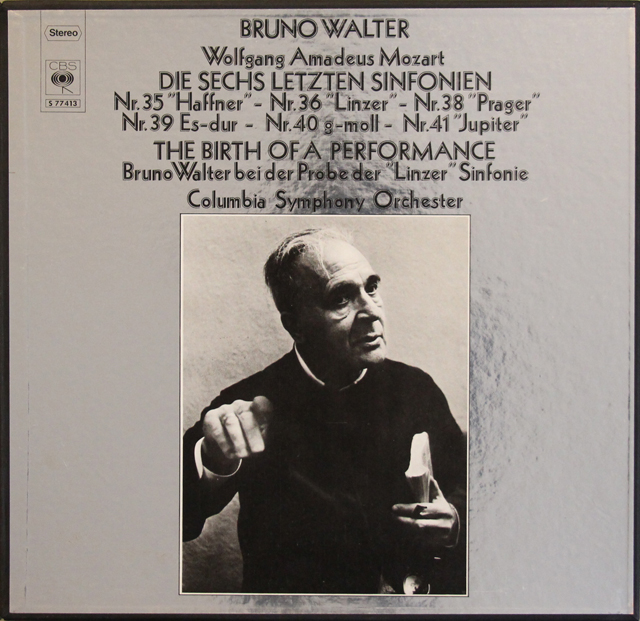 BRUNO WALTER
Stereo
CBS
S 77413
Wolfgang Amadeus Mozart
DIE SECHS LETZTEN SINFONIEN
Nr. 35 "Haffner" - Nr. 36 "Linzer" - Nr. 38 "Prager"
Nr. 39 Es-dur - Nr. 40 g-moll - Nr. 41 "Jupiter"
THE BIRTH OF A PERFORMANCE
Bruno Walter bei der Probe der "Linzer" Sinfonie
Columbia Symphony Orchester